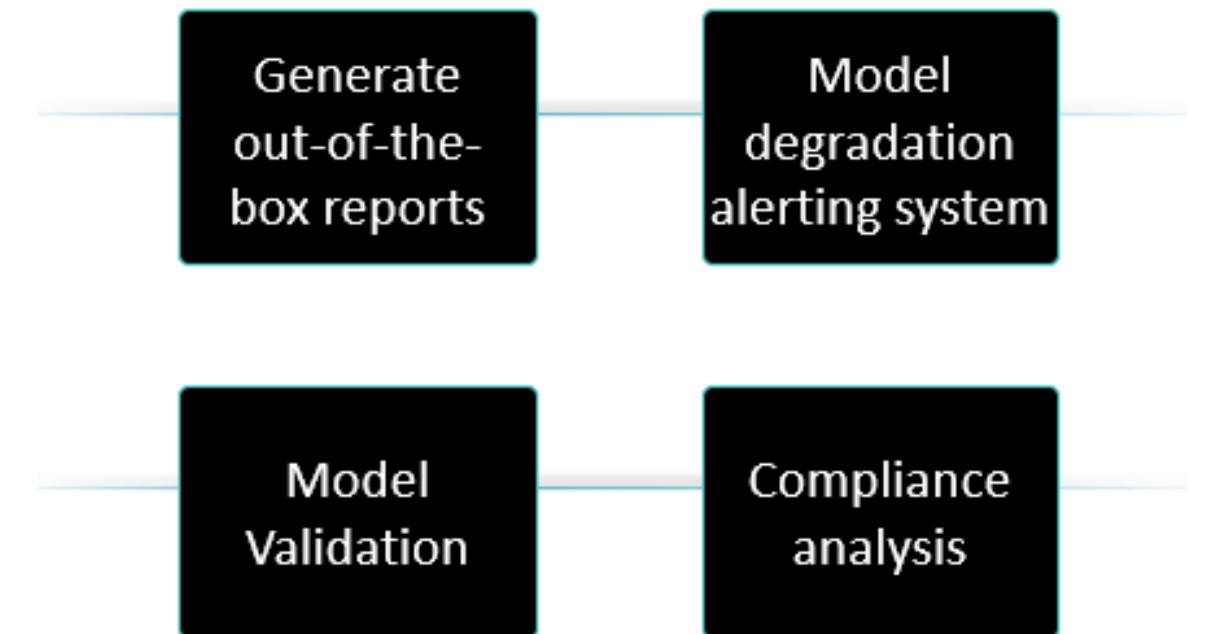 Generate
out-of-the-
box reports
Model
degradation
alerting system
Model
Validation
Compliance
analysis